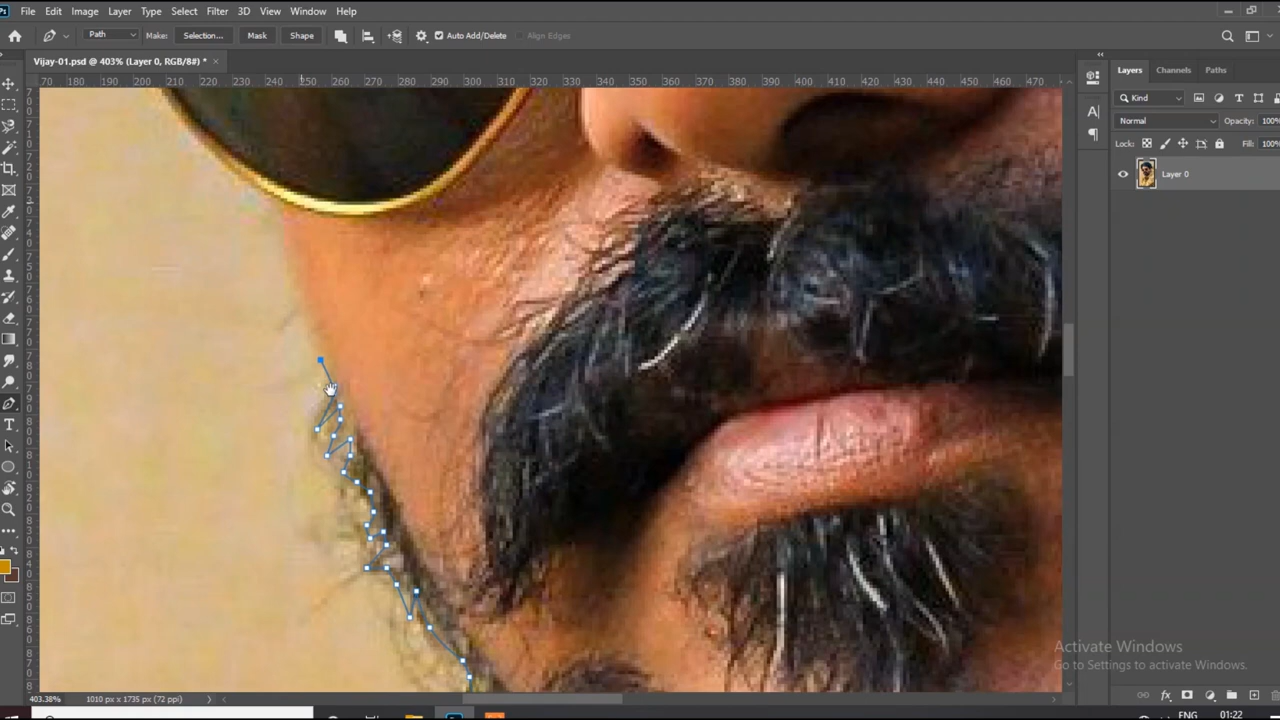 File Edit Image Layer Type Select Filter 3D View Window Help
Path Make: Selection... Mask Shape Auto Add/Delete Align Edges
Vijay-01.psd @ 403% (Layer 0, RGB/8#) * ×
70 180 190 200 210 220 230 240 250 260 270 280 290 300 310 320 330 340 350 360 370 380 390 400 410 420 430 440 450 460 470
Layers Channels Paths
Kind
Normal Opacity: 100%
Lock: Fill: 100%
Layer 0
Activate Windows
Go to Settings to activate Windows.
403.38% 1010 px x 1735 px (72 ppi)
ENG 01:22